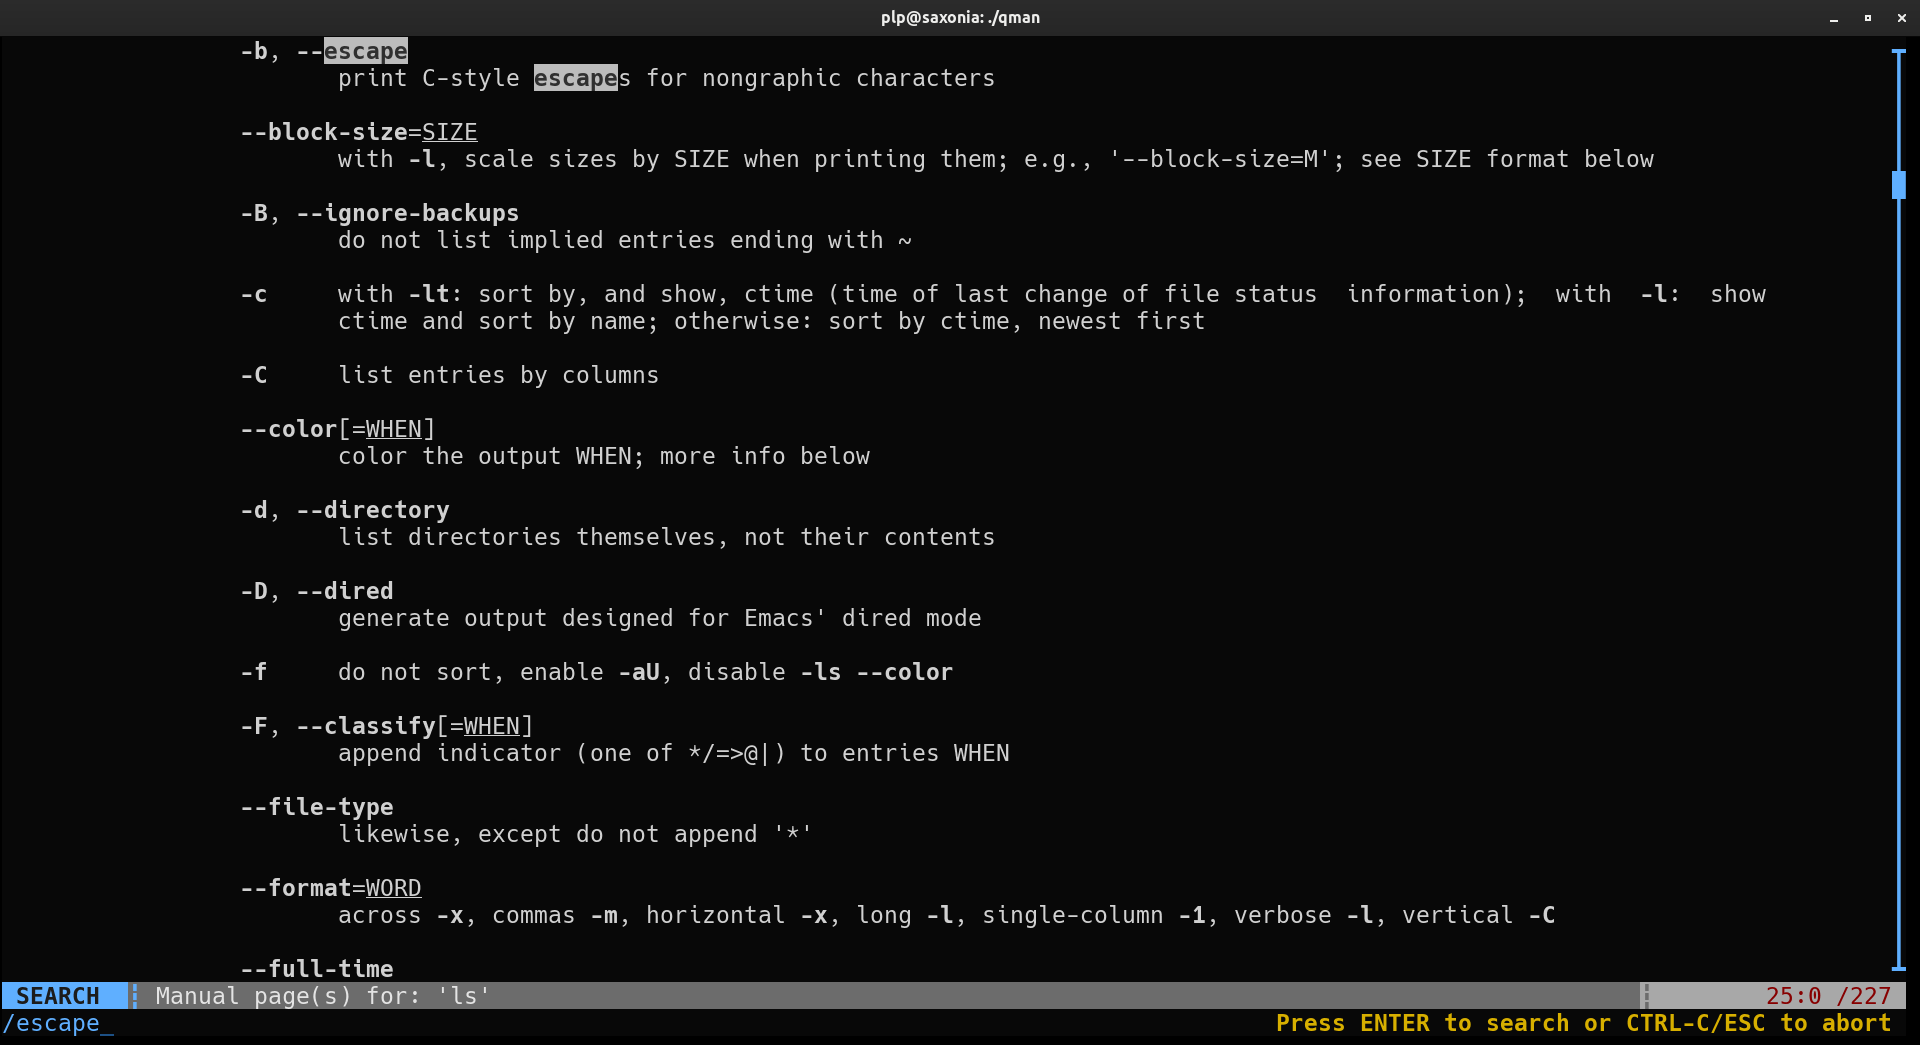 plp@saxonia: ./qman
-b, --escape
print C-style escapes for nongraphic characters
--block-size=SIZE
with -l, scale sizes by SIZE when printing them; e.g., '--block-size=M'; see SIZE format below
-B, --ignore-backups
do not list implied entries ending with ~
-c     with -lt: sort by, and show, ctime (time of last change of file status  information);  with  -l:  show
ctime and sort by name; otherwise: sort by ctime, newest first
-C     list entries by columns
--color[=WHEN]
color the output WHEN; more info below
-d, --directory
list directories themselves, not their contents
-D, --dired
generate output designed for Emacs' dired mode
-f     do not sort, enable -aU, disable -ls --color
-F, --classify[=WHEN]
append indicator (one of */=>@|) to entries WHEN
--file-type
likewise, except do not append '*'
--format=WORD
across -x, commas -m, horizontal -x, long -l, single-column -1, verbose -l, vertical -C
--full-time
SEARCH   Manual page(s) for: 'ls'   25:0 /227
/escape_   Press ENTER to search or CTRL-C/ESC to abort